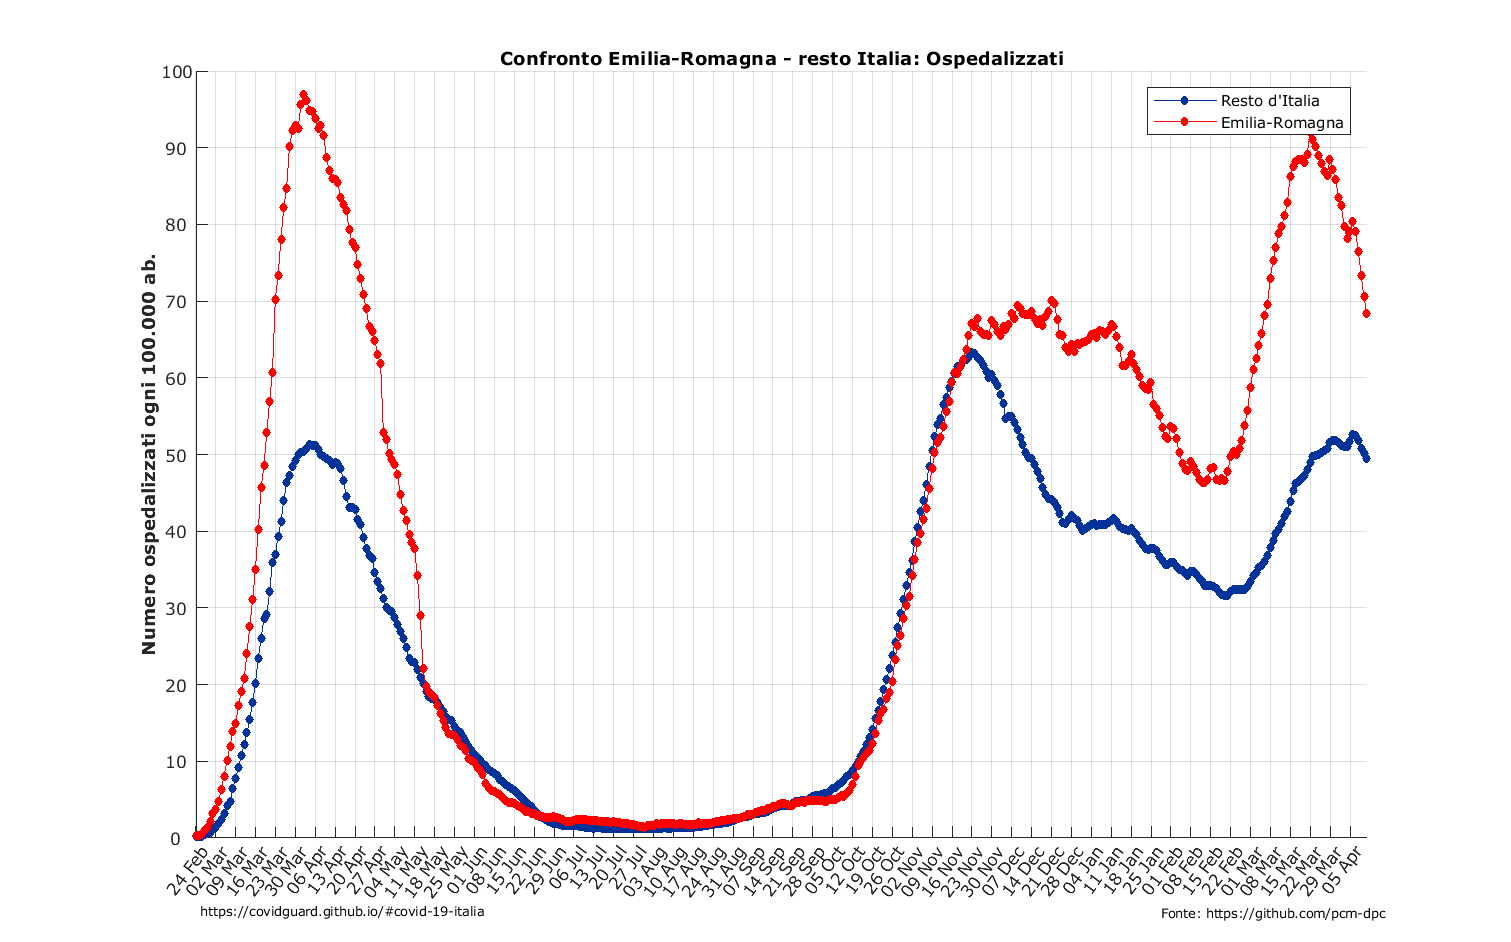 Confronto Emilia-Romagna - resto Italia: Ospedalizzati
Resto d'Italia
Emilia-Romagna
Numero ospedalizzati ogni 100.000 ab.
100
90
80
70
60
50
40
30
20
10
0
24 Feb
02 Mar
09 Mar
16 Mar
23 Mar
30 Mar
06 Apr
13 Apr
20 Apr
27 Apr
04 May
11 May
18 May
25 May
01 Jun
08 Jun
15 Jun
22 Jun
29 Jun
06 Jul
13 Jul
20 Jul
27 Jul
03 Aug
10 Aug
17 Aug
24 Aug
31 Aug
07 Sep
14 Sep
21 Sep
28 Sep
05 Oct
12 Oct
19 Oct
26 Oct
02 Nov
09 Nov
16 Nov
23 Nov
30 Nov
07 Dec
14 Dec
21 Dec
28 Dec
04 Jan
11 Jan
18 Jan
25 Jan
01 Feb
08 Feb
15 Feb
22 Feb
01 Mar
08 Mar
15 Mar
22 Mar
29 Mar
05 Apr
https://covidguard.github.io/#covid-19-italia
Fonte: https://github.com/pcm-dpc